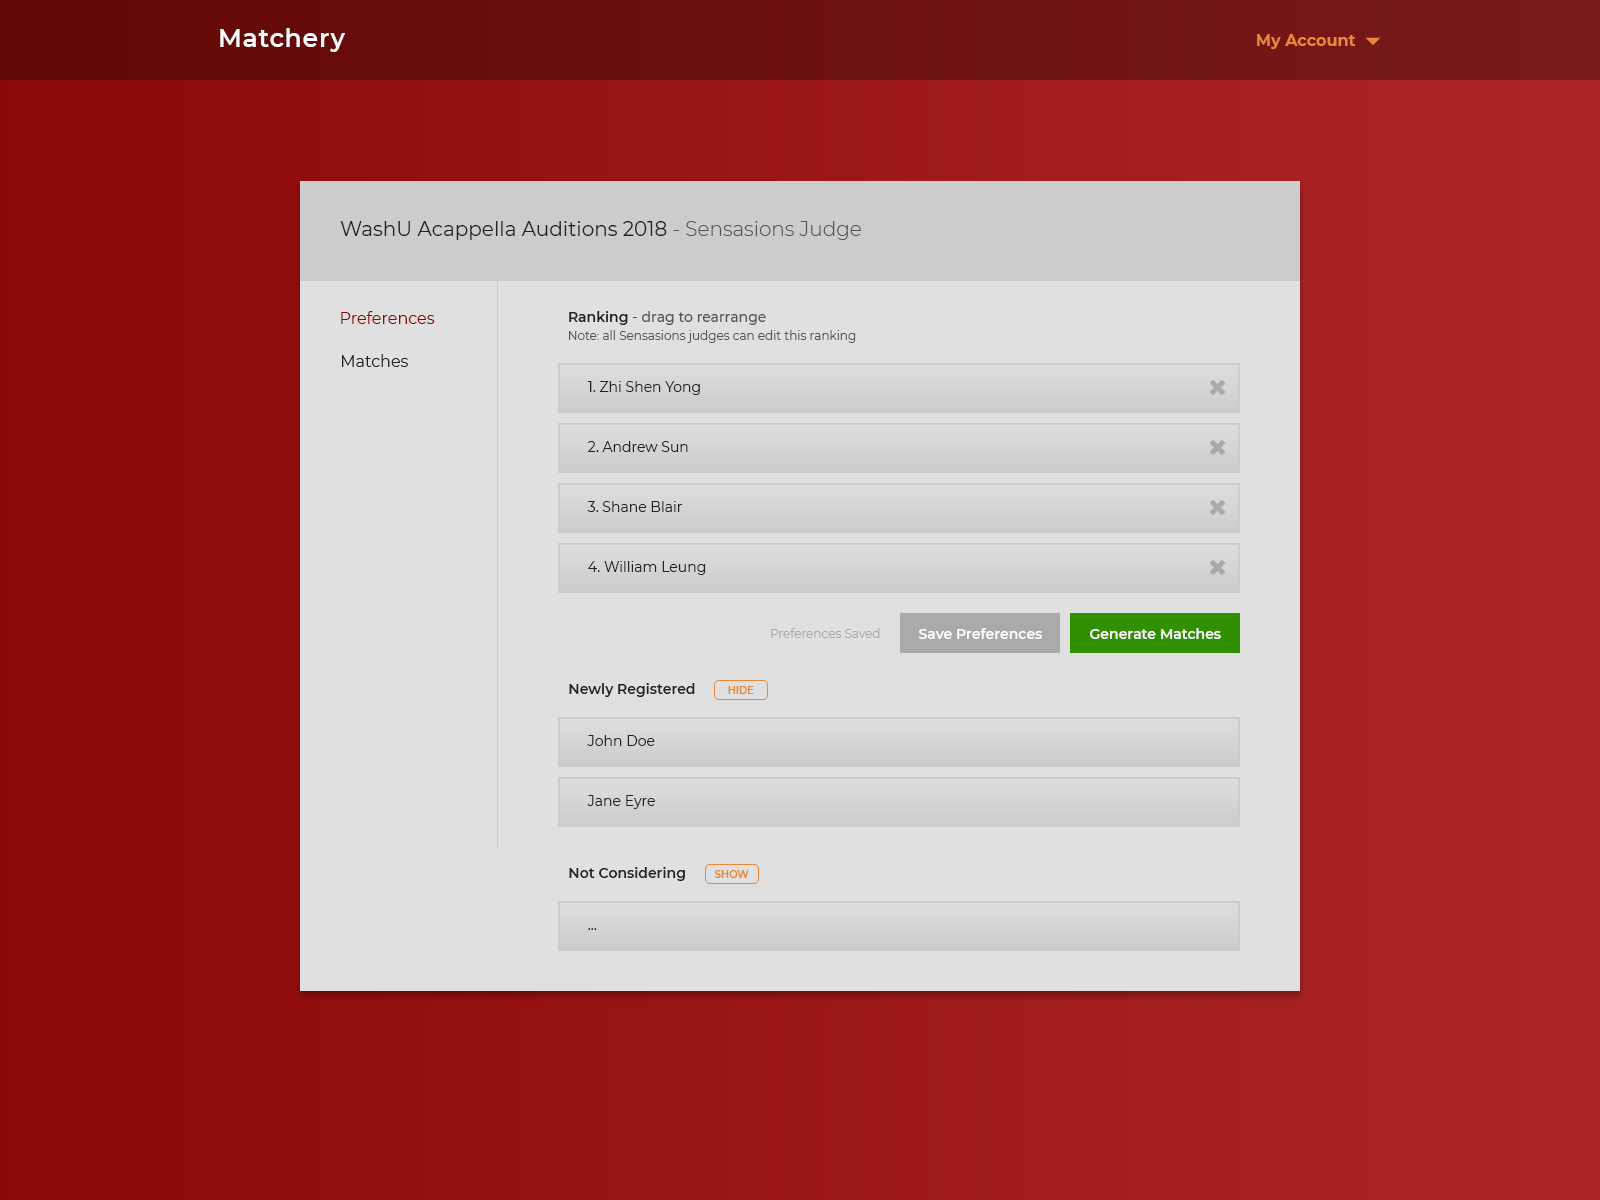 Matchery
My Account
WashU Acappella Auditions 2018 - Sensasions Judge
Preferences
Matches
Ranking - drag to rearrange
Note: all Sensasions judges can edit this ranking
1. Zhi Shen Yong
2. Andrew Sun
3. Shane Blair
4. William Leung
Preferences Saved
Save Preferences
Generate Matches
Newly Registered
HIDE
John Doe
Jane Eyre
Not Considering
SHOW
...